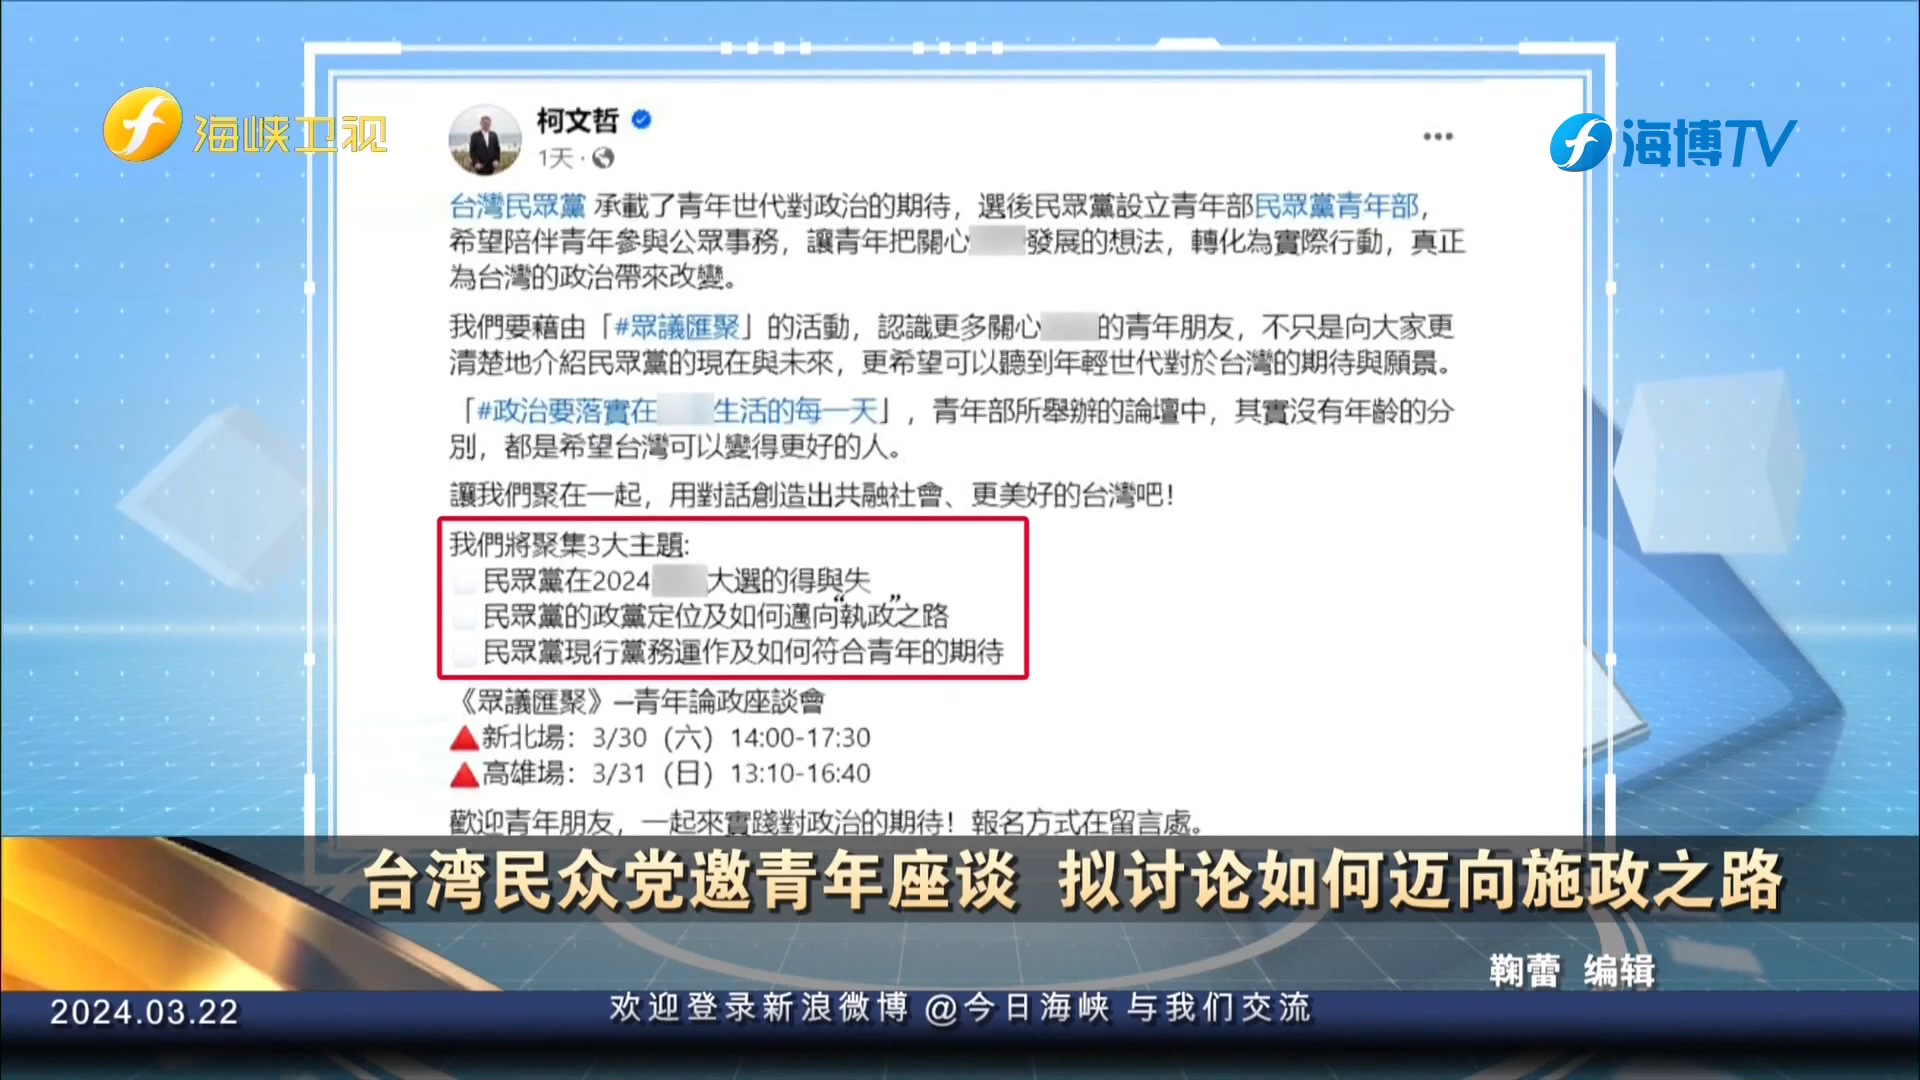 海峡卫视
海博TV
柯文哲
1天
台灣民眾黨 承載了青年世代對政治的期待，選後民眾黨設立青年部民眾黨青年部，
希望陪伴青年參與公眾事務，讓青年把關心 發展的想法，轉化為實際行動，真正
為台灣的政治帶來改變。
我們要藉由「#眾議匯聚」的活動，認識更多關心 的青年朋友，不只是向大家更
清楚地介紹民眾黨的現在與未來，更希望可以聽到年輕世代對於台灣的期待與願景。
「#政治要落實在 生活的每一天」，青年部所舉辦的論壇中，其實沒有年齡的分
別，都是希望台灣可以變得更好的人。
讓我們聚在一起，用對話創造出共融社會、更美好的台灣吧！
我們將聚集3大主題:
民眾黨在2024 大選的得與失
民眾黨的政黨定位及如何邁向“執政”之路
民眾黨現行黨務運作及如何符合青年的期待
《眾議匯聚》—青年論政座談會
🔺新北場：3/30（六）14:00-17:30
🔺高雄場：3/31（日）13:10-16:40
歡迎青年朋友，一起來實踐對政治的期待！報名方式在留言處。
台湾民众党邀青年座谈 拟讨论如何迈向施政之路
鞠蕾 编辑
2024.03.22
欢迎登录新浪微博 @今日海峡 与我们交流